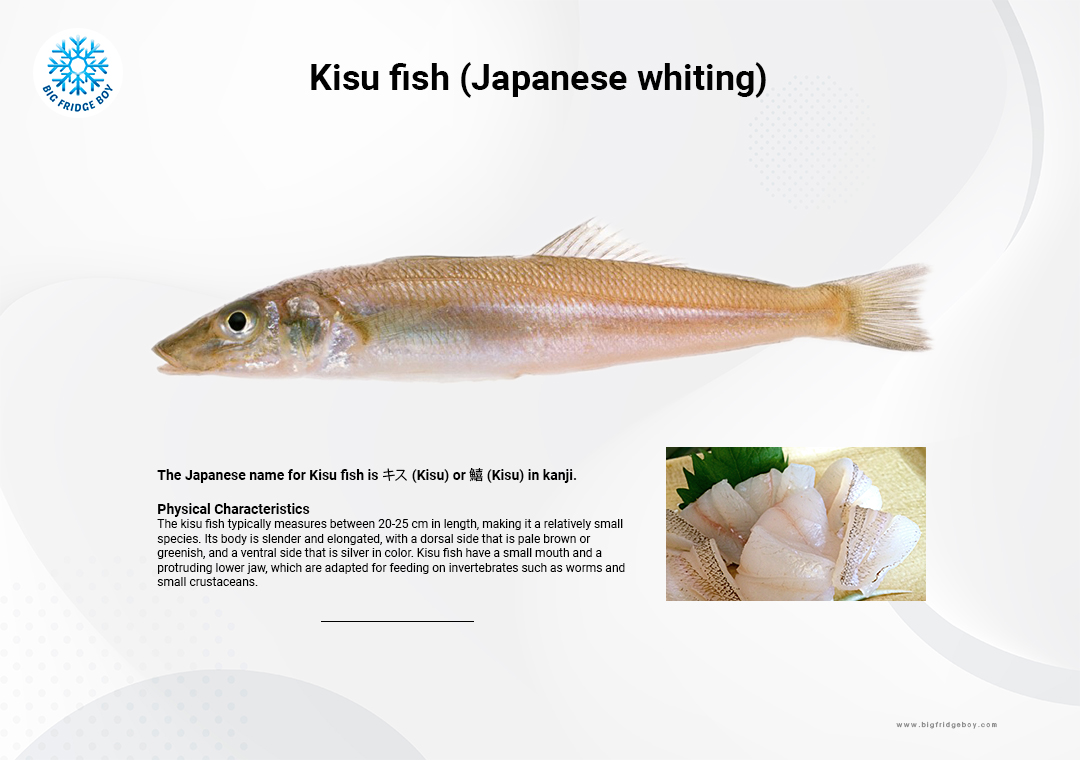 BIG FRIDGE BOY
Kisu fish (Japanese whiting)
The Japanese name for Kisu fish is キス (Kisu) or 鱚 (Kisu) in kanji.
Physical Characteristics
The kisu fish typically measures between 20-25 cm in length, making it a relatively small
species. Its body is slender and elongated, with a dorsal side that is pale brown or
greenish, and a ventral side that is silver in color. Kisu fish have a small mouth and a
protruding lower jaw, which are adapted for feeding on invertebrates such as worms and
small crustaceans.
www.bigfridgeboy.com